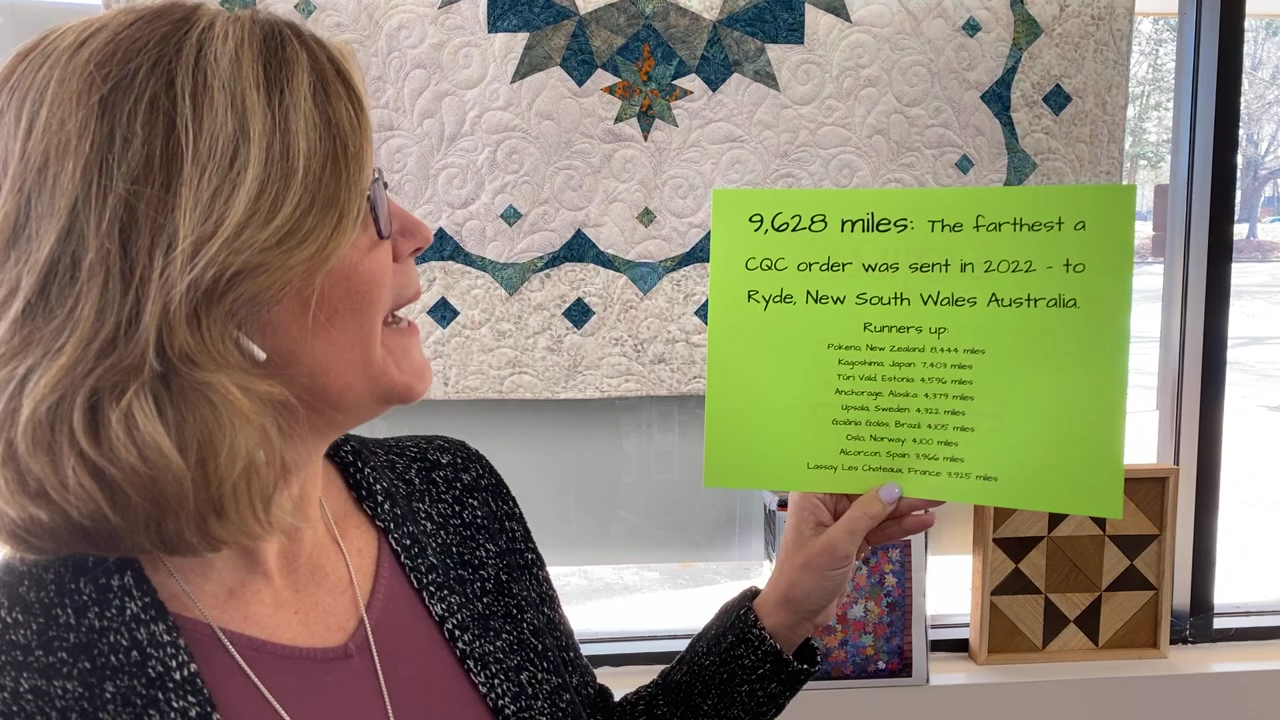 9,628 miles: The farthest a
CQC order was sent in 2022 - to
Ryde, New South Wales Australia.
Runners up:
Pokeno, New Zealand: 8,444 miles
Kagoshima, Japan: 7,403 miles
Türi Vald, Estonia: 4,596 miles
Anchorage, Alaska: 4,379 miles
Upsala, Sweden: 4,322 miles
Goiânia Goiás, Brazil: 4,105 miles
Oslo, Norway: 4,100 miles
Alcorcon, Spain: 3,966 miles
Lassay Les Chateaux, France: 3,925 miles